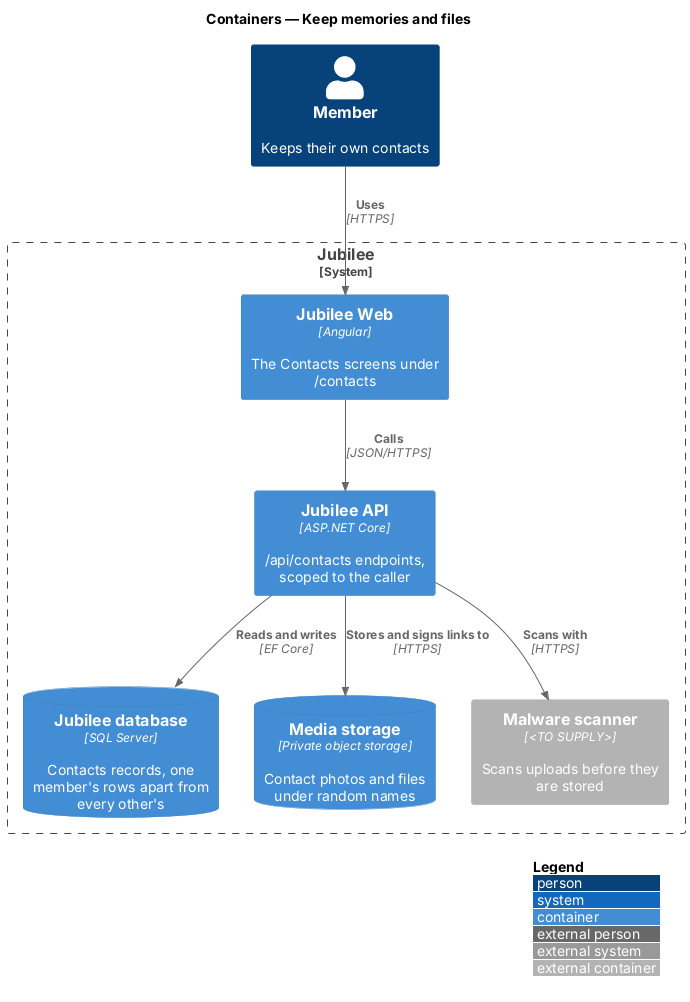 Containers — Keep memories and files
Member
Keeps their own contacts
Uses
[HTTPS]
Jubilee
[System]
Jubilee Web
[Angular]
The Contacts screens under
/contacts
Calls
[JSON/HTTPS]
Jubilee API
[ASP.NET Core]
/api/contacts endpoints,
scoped to the caller
Reads and writes
[EF Core]
Stores and signs links to
[HTTPS]
Scans with
[HTTPS]
Jubilee database
[SQL Server]
Contacts records, one
member's rows apart from
every other's
Media storage
[Private object storage]
Contact photos and files
under random names
Malware scanner
[<TO SUPPLY>]
Scans uploads before they
are stored
Legend
person
system
container
external person
external system
external container